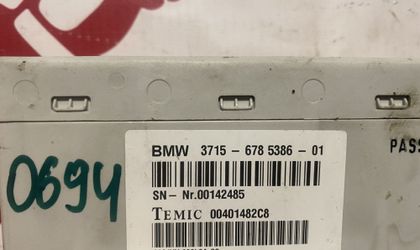 BMW 3715 - 678 5386 - 01
SN- Nr.00142485
TEMIC 00401482C8
0694
PASS